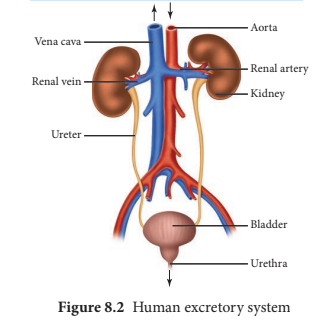 Aorta
Vena cava
Renal artery
Renal vein
Kidney
Ureter
Bladder
Urethra
Figure 8.2 Human excretory system